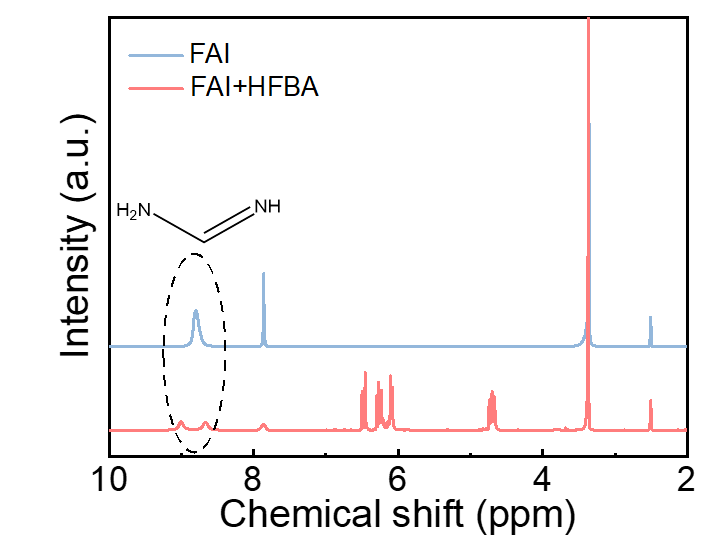 FAI
FAI+HFBA
H₂N
NH
Intensity (a.u.)
10 8 6 4 2
Chemical shift (ppm)